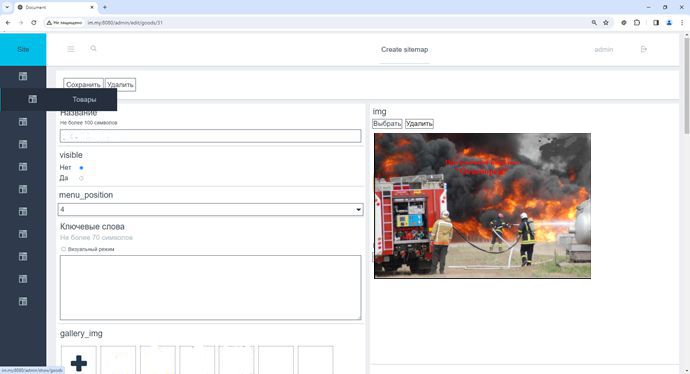 Document
Не защищено im.my:8080/admin/edit/goods/31
Site
Create sitemap
admin
Сохранить Удалить
Товары
Название
Не более 100 символов
visible
Нет
Да
menu_position
4
Ключевые слова
Не более 70 символов
Визуальный режим
gallery_img
img
Выбрать Удалить
im.my:8080/admin/show/goods